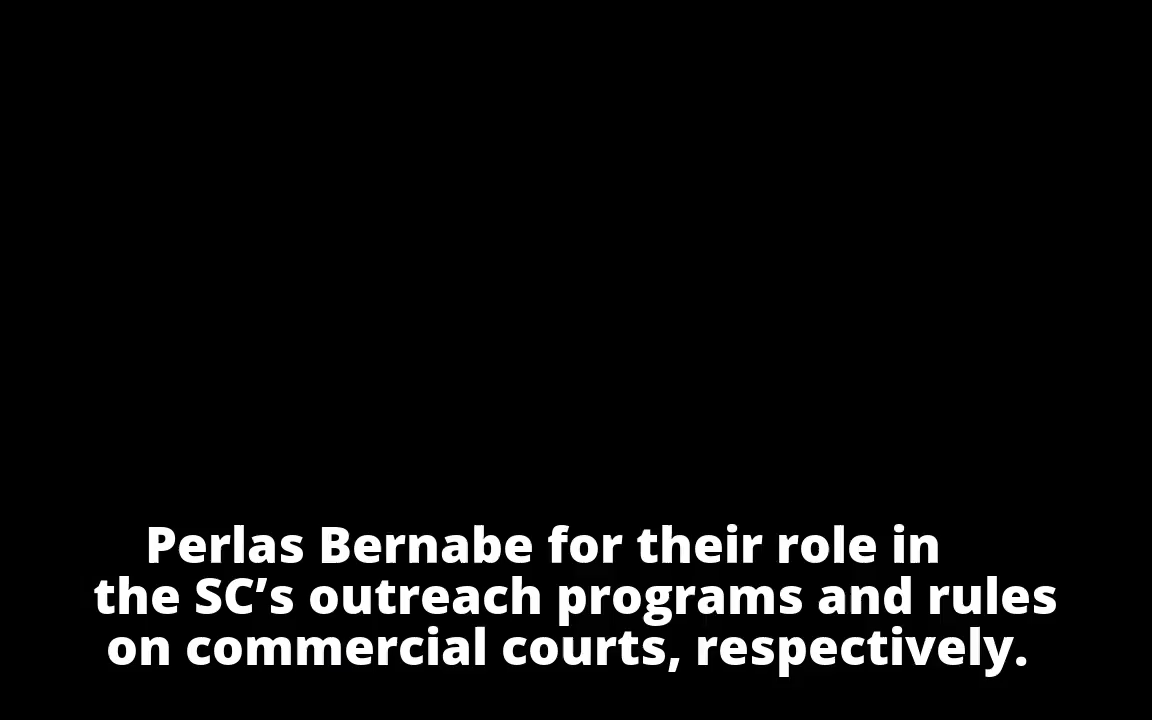 Perlas Bernabe for their role in
the SC’s outreach programs and rules
on commercial courts, respectively.